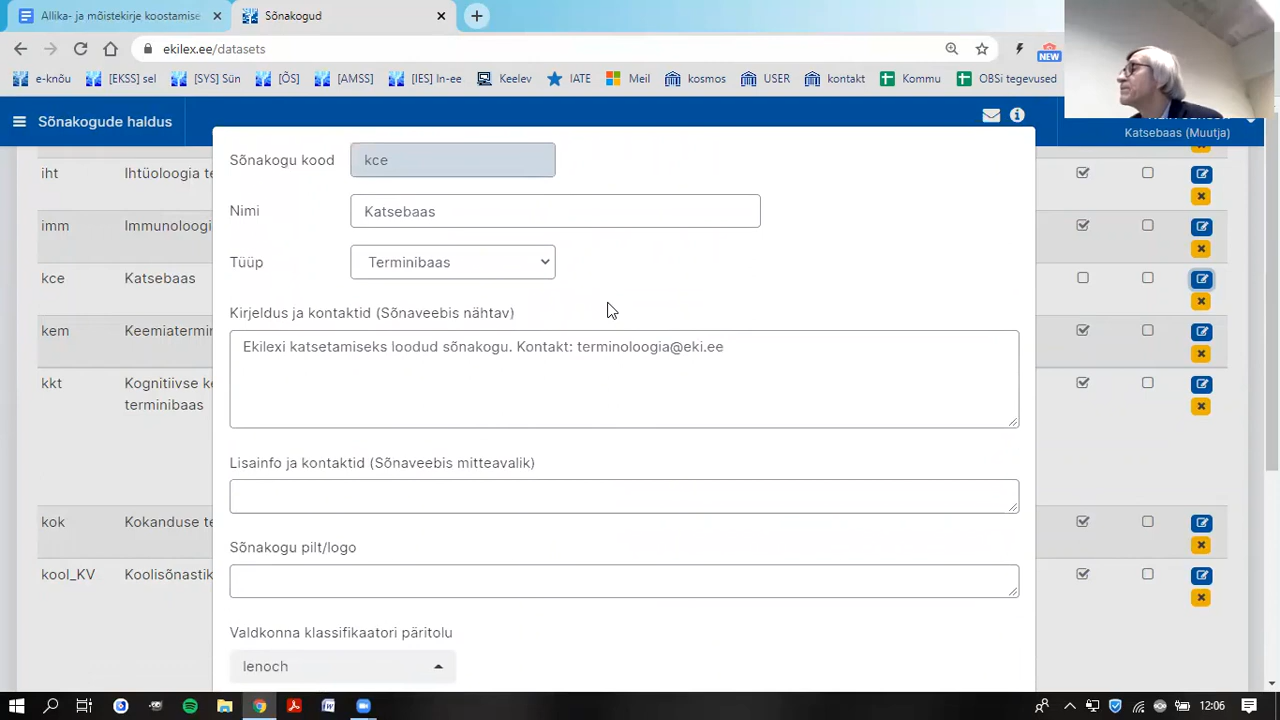 Allika- ja mõistekirje koostamise
Sõnakogud
ekilex.ee/datasets
e-knõu
[EKSS] sel
[SYS] Sün
[ÕS]
[AMSS]
[IES] In-ee
Keelev
IATE
Meil
kosmos
USER
kontakt
Kommu
OBSi tegevused
NEW
Sõnakogude haldus
Katsebaas (Muutja)
Sõnakogu kood
kce
Nimi
Katsebaas
Tüüp
Terminibaas
Kirjeldus ja kontaktid (Sõnaveebis nähtav)
Ekilexi katsetamiseks loodud sõnakogu. Kontakt: terminoloogia@eki.ee
Lisainfo ja kontaktid (Sõnaveebis mitteavalik)
Sõnakogu pilt/logo
Valdkonna klassifikaatori päritolu
lenoch
iht
Ihtüoloogia te
imm
Immunoloogi
kce
Katsebaas
kem
Keemiatermin
kkt
Kognitiivse ke
terminibaas
kok
Kokanduse te
kool_KV
Koolisõnastik
12:06